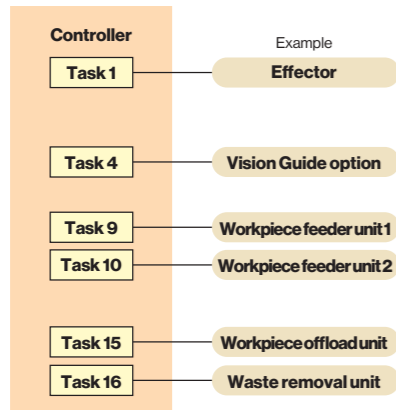 Controller
Example
Task 1
Effector
Task 4
Vision Guide option
Task 9
Workpiece feeder unit 1
Task 10
Workpiece feeder unit 2
Task 15
Workpiece offload unit
Task 16
Waste removal unit